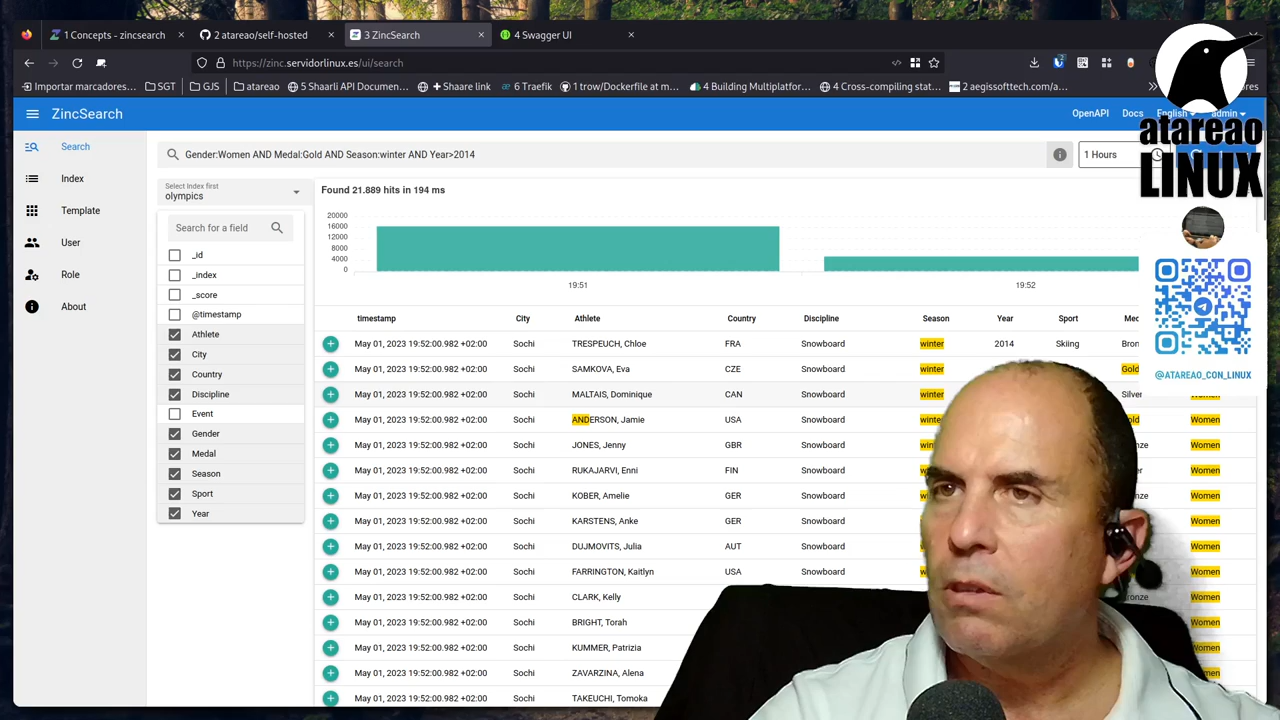 1 Concepts - zincsearch
2 atareao/self-hosted
3 ZincSearch
4 Swagger UI
https://zinc.servidorlinux.es/ui/search
Importar marcadores...
SGT
GJS
atareao
5 Shaarli API Documen...
Share link
6 Traefik
1 trow/Dockerfile at m...
4 Building Multiplatfor...
4 Cross-compiling stat...
2 aegissofttech.com/a...
ores
ZincSearch
OpenAPI
Docs
English
admin
atareao
LINUX
@ATAREAO_CON_LINUX
Search
Index
Template
User
Role
About
Gender:Women AND Medal:Gold AND Season:winter AND Year>2014
1 Hours
Select Index first
olympics
Search for a field
_id
_index
_score
@timestamp
Athlete
City
Country
Discipline
Event
Gender
Medal
Season
Sport
Year
Found 21.889 hits in 194 ms
20000
16000
12000
8000
4000
0
19:51
19:52
timestamp City Athlete Country Discipline Season Year Sport Med
May 01, 2023 19:52:00.982 +02:00 Sochi TRESPEUCH, Chloe FRA Snowboard winter 2014 Skiing Bron
May 01, 2023 19:52:00.982 +02:00 Sochi SAMKOVA, Eva CZE Snowboard winter Gold
May 01, 2023 19:52:00.982 +02:00 Sochi MALTAIS, Dominique CAN Snowboard winter Silver Women
May 01, 2023 19:52:00.982 +02:00 Sochi ANDERSON, Jamie USA Snowboard winter old Women
May 01, 2023 19:52:00.982 +02:00 Sochi JONES, Jenny GBR Snowboard win nze Women
May 01, 2023 19:52:00.982 +02:00 Sochi RUKAJARVI, Enni FIN Snowboard Women
May 01, 2023 19:52:00.982 +02:00 Sochi KOBER, Amelie GER Snowboard nze Women
May 01, 2023 19:52:00.982 +02:00 Sochi KARSTENS, Anke GER Snowboard Women
May 01, 2023 19:52:00.982 +02:00 Sochi DUJMOVITS, Julia AUT Snowboard Women
May 01, 2023 19:52:00.982 +02:00 Sochi FARRINGTON, Kaitlyn USA Snowboard Women
May 01, 2023 19:52:00.982 +02:00 Sochi CLARK, Kelly ronze Women
May 01, 2023 19:52:00.982 +02:00 Sochi BRIGHT, Torah Women
May 01, 2023 19:52:00.982 +02:00 Sochi KUMMER, Patrizia Women
May 01, 2023 19:52:00.982 +02:00 Sochi ZAVARZINA, Alena Women
May 01, 2023 19:52:00.982 +02:00 Sochi TAKEUCHI, Tomoka Women